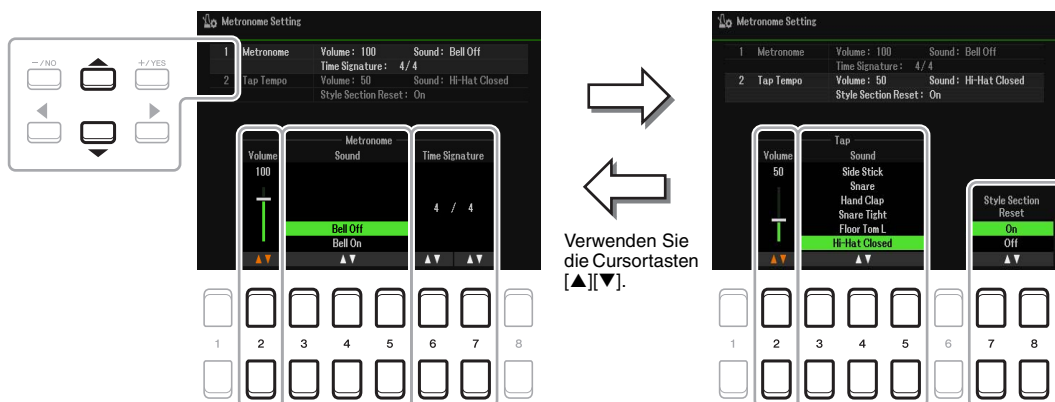 Metronome Setting
1 Metronome Volume : 100 Sound : Bell Off
Time Signature : 4/4
2 Tap Tempo Volume : 50 Sound : Hi-Hat Closed
Style Section Reset : On
Metronome
Volume Sound Time Signature
100
4 / 4
Bell Off
Bell On
▲▼ ▲▼ ▲▼ ▲▼
1 2 3 4 5 6 7 8
–/NO +/YES
Verwenden Sie
die Cursortasten
[▲][▼].
Metronome Setting
1 Metronome Volume : 100 Sound : Bell Off
Time Signature : 4/4
2 Tap Tempo Volume : 50 Sound : Hi-Hat Closed
Style Section Reset : On
Tap
Volume Sound
50
Side Stick
Snare
Hand Clap
Snare Tight
Floor Tom L
Hi-Hat Closed
Style Section
Reset
On
Off
▲▼ ▲▼ ▲▼
1 2 3 4 5 6 7 8